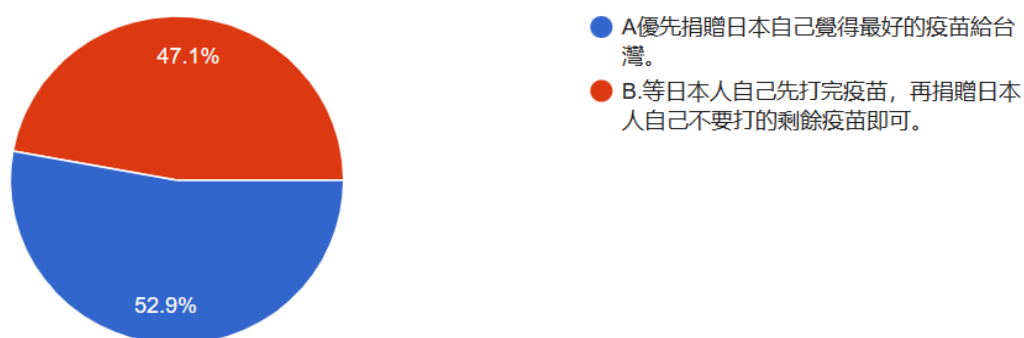 47.1%
52.9%
A優先捐贈日本自己覺得最好的疫苗給台
灣。
B.等日本人自己先打完疫苗，再捐贈日本
人自己不要打的剩餘疫苗即可。